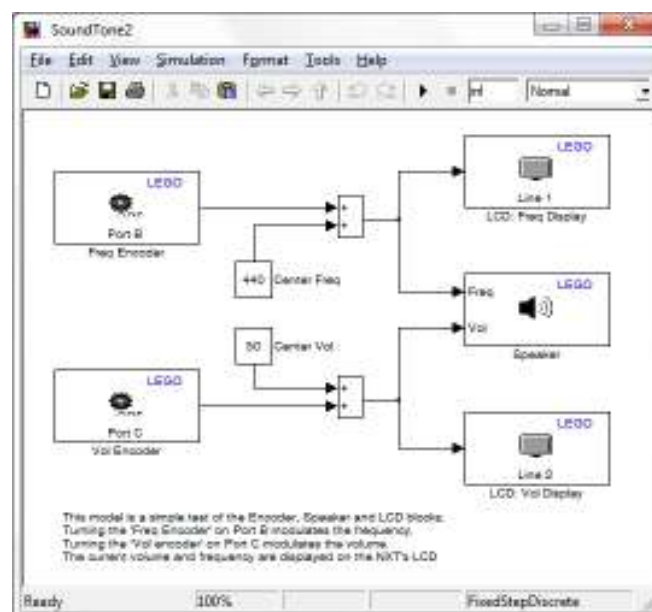 SoundTone2
File Edit View Simulation Format Tools Help
Inf Normal
LEGO
Port B
Freq Encoder
440 Center Freq
LEGO
Line 1
LCD: Freq Display
LEGO
Freq
Vol
Speaker
50 Center Vol
LEGO
Port C
Vol Encoder
LEGO
Line 2
LCD: Vol Display
This model is a simple test of the Encoder, Speaker and LCD blocks.
Turning the 'Freq Encoder' on Port B modulates the frequency.
Turning the 'Vol encoder' on Port C modulates the volume.
The current volume and frequency are displayed on the NXT's LCD
Ready 100% FixedStepDiscrete